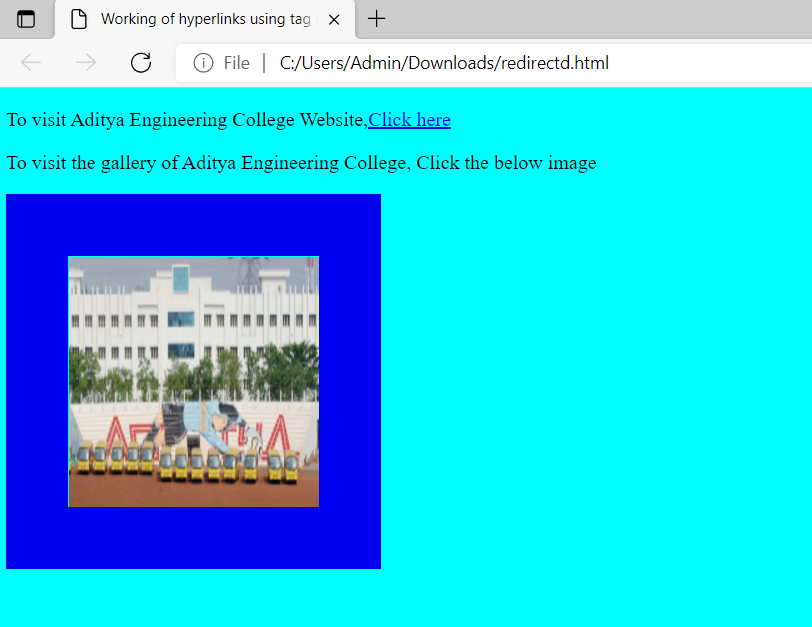 Working of hyperlinks using tag
File | C:/Users/Admin/Downloads/redirectd.html
To visit Aditya Engineering College Website,Click here
To visit the gallery of Aditya Engineering College, Click the below image